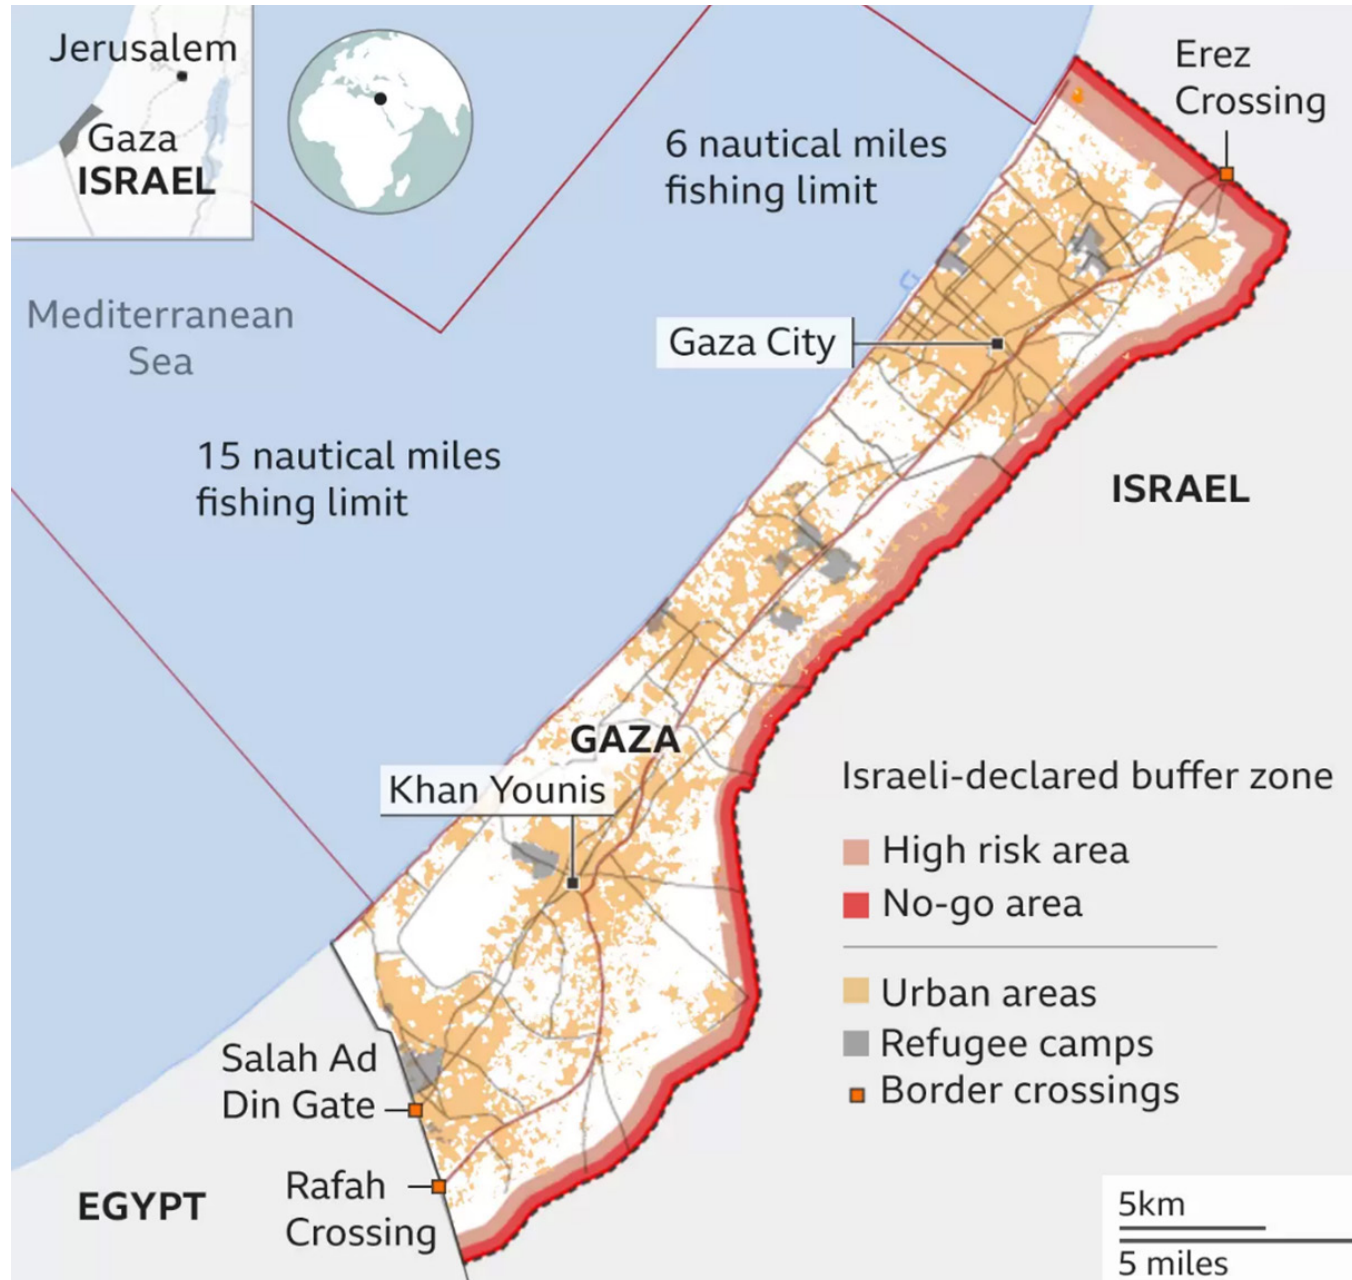 Jerusalem
Gaza
ISRAEL
Erez
Crossing
6 nautical miles
fishing limit
Mediterranean
Sea
Gaza City
15 nautical miles
fishing limit
ISRAEL
GAZA
Khan Younis
Israeli-declared buffer zone
High risk area
No-go area
Urban areas
Refugee camps
Border crossings
Salah Ad
Din Gate
Rafah
Crossing
EGYPT
5km
5 miles